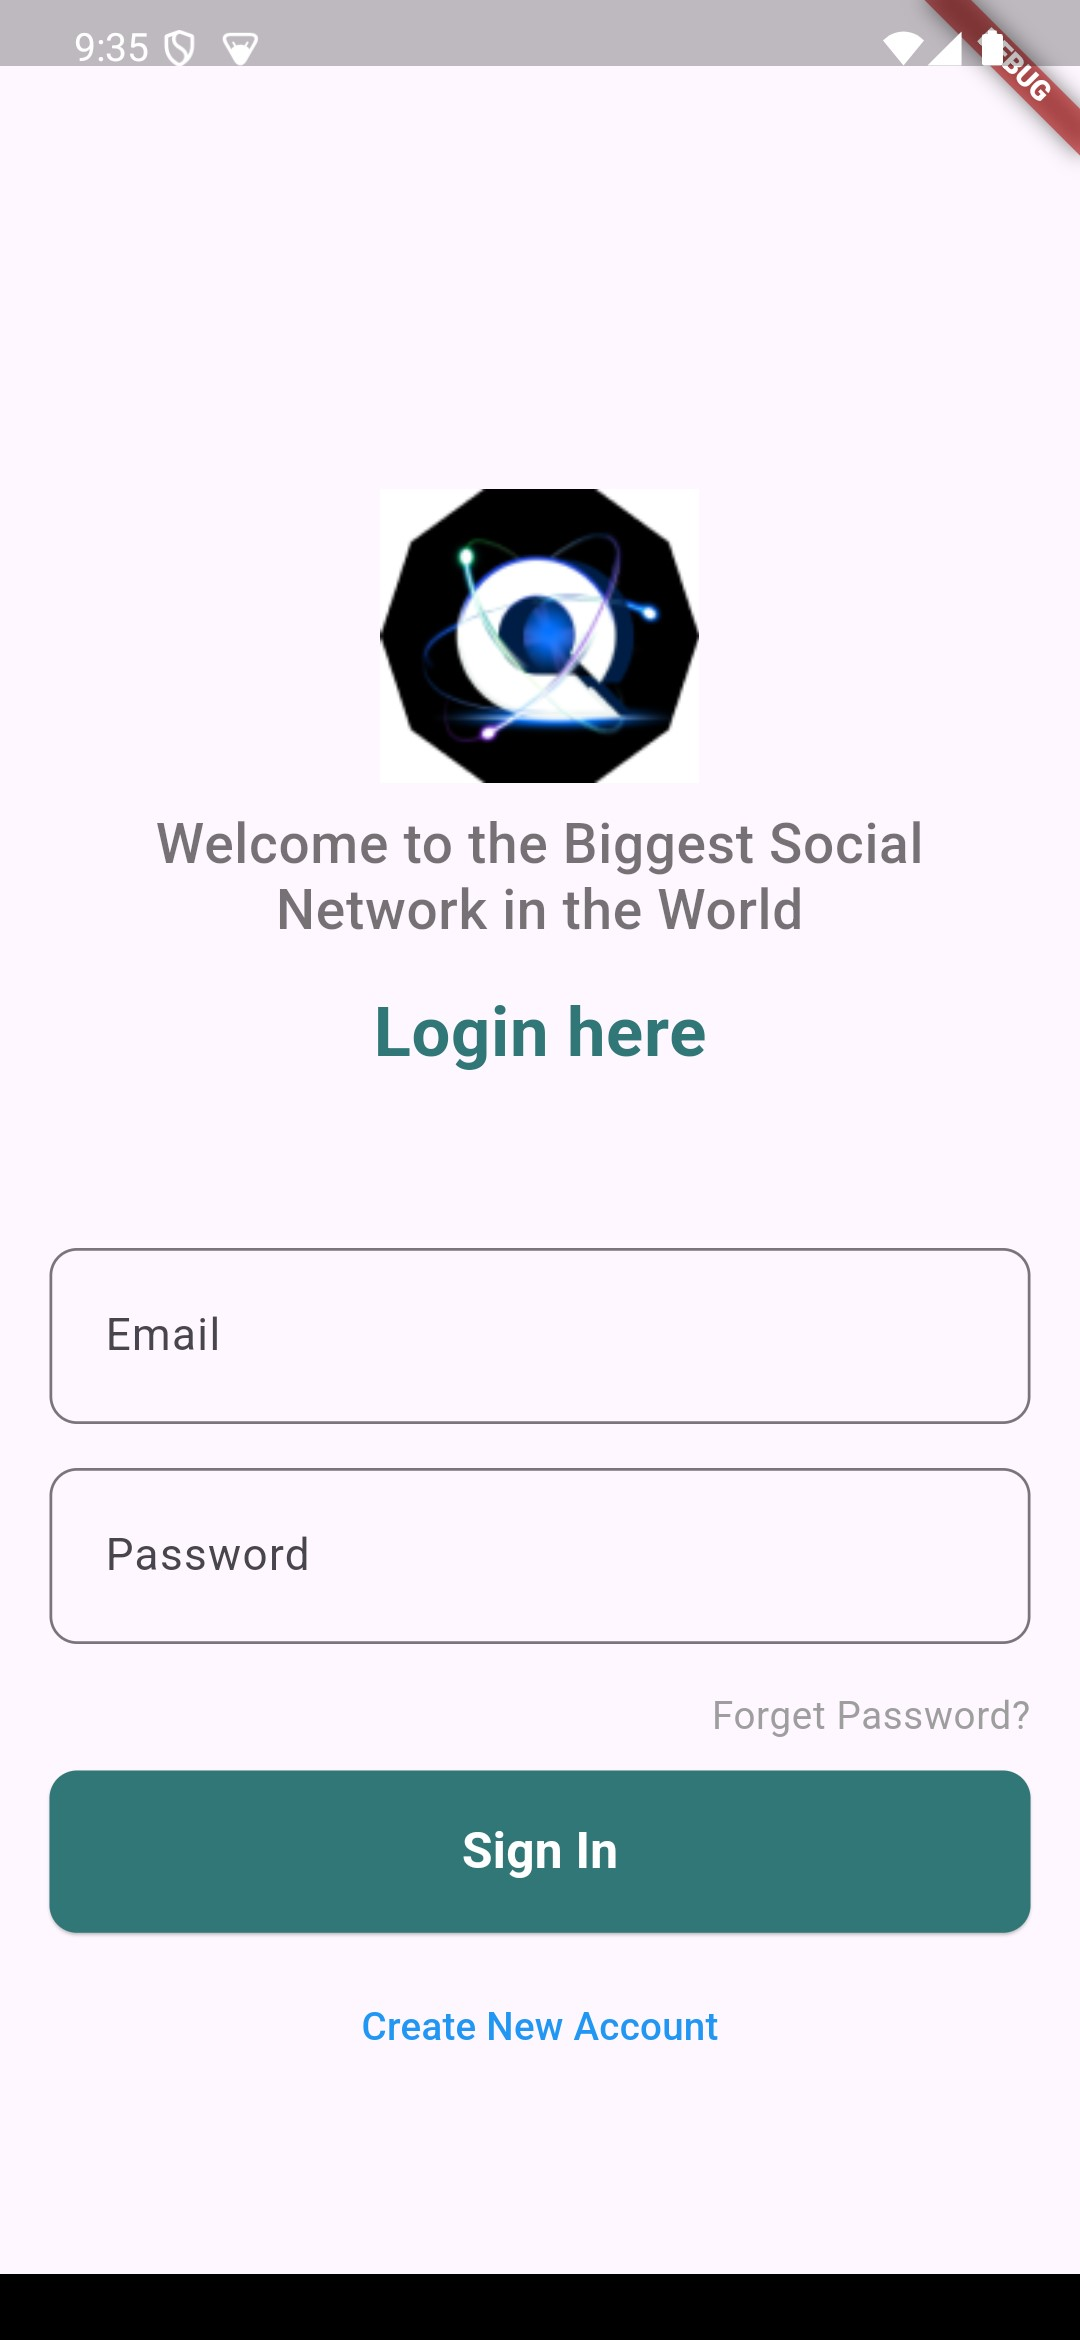 9:35
DEBUG
Welcome to the Biggest Social
Network in the World
Login here
Email
Password
Forget Password?
Sign In
Create New Account